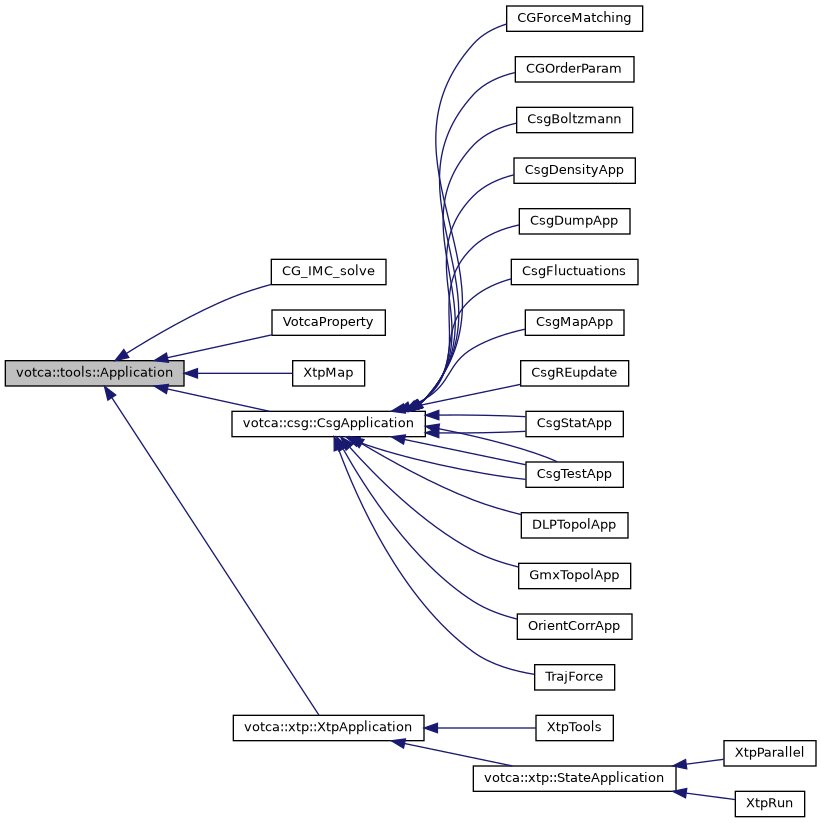 CGForceMatching
CGOrderParam
CsgBoltzmann
CsgDensityApp
CsgDumpApp
CG_IMC_solve
CsgFluctuations
VotcaProperty
CsgMapApp
votca::tools::Application
XtpMap
CsgREupdate
votca::csg::CsgApplication
CsgStatApp
CsgTestApp
DLPTopolApp
GmxTopolApp
OrientCorrApp
TrajForce
votca::xtp::XtpApplication
XtpTools
XtpParallel
votca::xtp::StateApplication
XtpRun